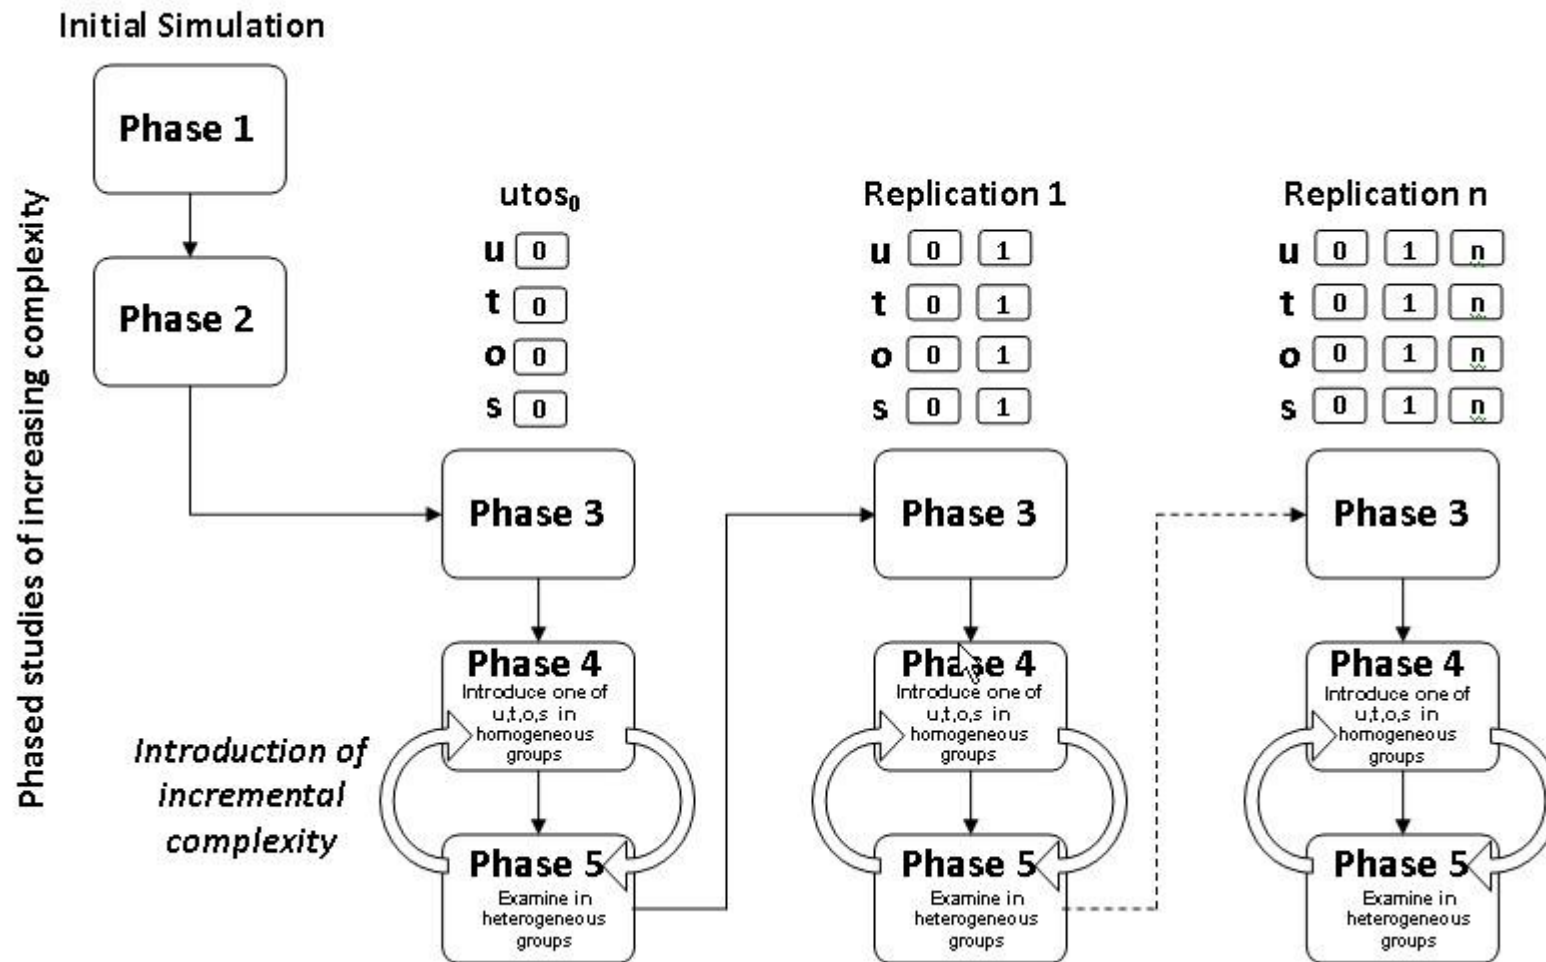 Initial Simulation
Phase 1
Phase 2
Phased studies of increasing complexity
Introduction of
incremental
complexity
utos₀
u 0
t 0
o 0
s 0
Phase 3
Phase 4
Introduce one of
u,t,o,s in
homogeneous
groups
Phase 5
Examine in
heterogeneous
groups
Replication 1
u 0 1
t 0 1
o 0 1
s 0 1
Phase 3
Phase 4
Introduce one of
u,t,o,s in
homogeneous
groups
Phase 5
Examine in
heterogeneous
groups
Replication n
u 0 1 n
t 0 1 n
o 0 1 n
s 0 1 n
Phase 3
Phase 4
Introduce one of
u,t,o,s in
homogeneous
groups
Phase 5
Examine in
heterogeneous
groups